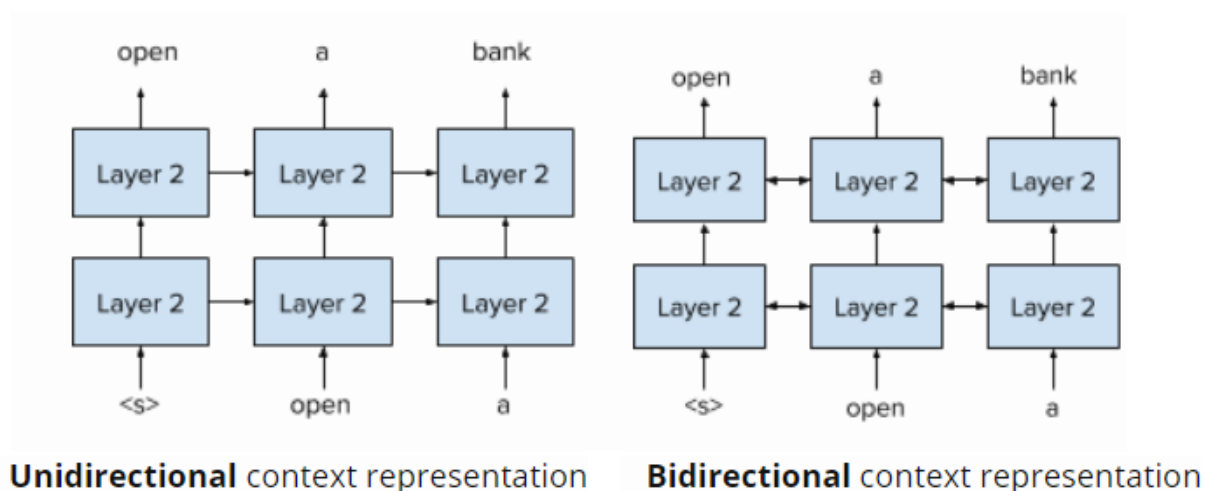 open a bank
Layer 2 Layer 2 Layer 2
Layer 2 Layer 2 Layer 2
<s> open a
Unidirectional context representation
open a bank
Layer 2 Layer 2 Layer 2
Layer 2 Layer 2 Layer 2
<s> open a
Bidirectional context representation